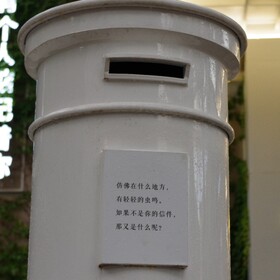 仿佛在什么地方，
有轻轻的虫鸣。
如果不是你的信件，
那又是什么呢？